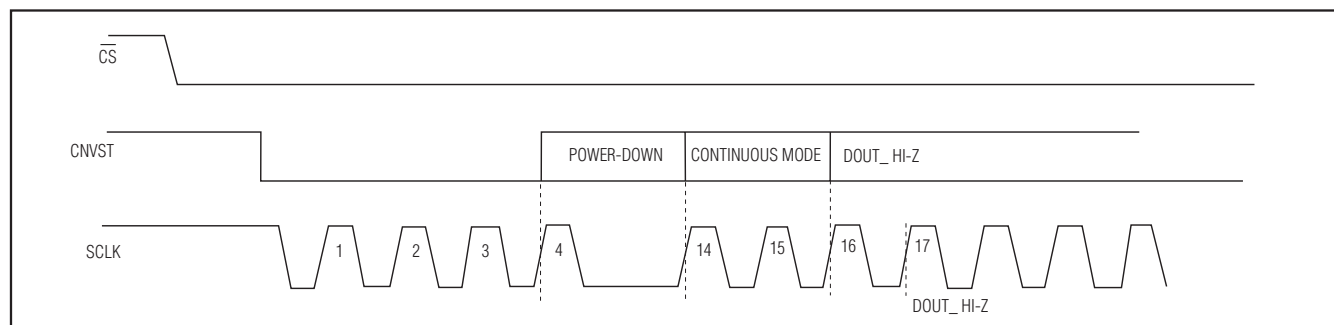 CS
CNVST
POWER-DOWN
CONTINUOUS MODE
DOUT_ HI-Z
SCLK
1
2
3
4
14
15
16
17
DOUT_ HI-Z